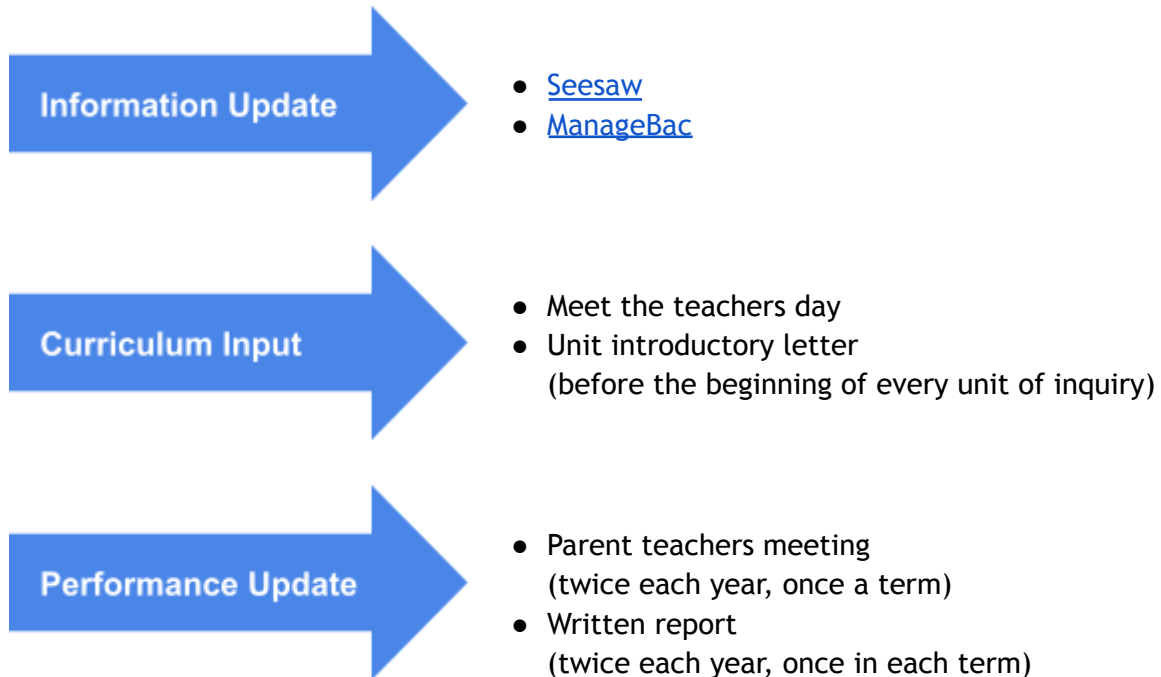 Information Update
● Seesaw
● ManageBac
Curriculum Input
● Meet the teachers day
● Unit introductory letter
(before the beginning of every unit of inquiry)
Performance Update
● Parent teachers meeting
(twice each year, once a term)
● Written report
(twice each year, once in each term)